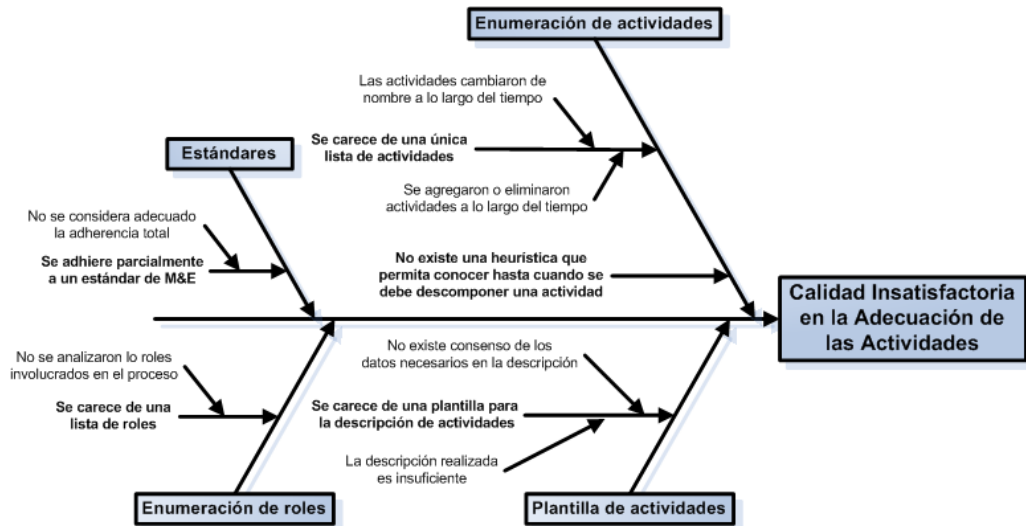 Enumeración de actividades
Las actividades cambiaron de
nombre a lo largo del tiempo
Se carece de una única
lista de actividades
Se agregaron o eliminaron
actividades a lo largo del tiempo
No existe una heurística que
permita conocer hasta cuando se
debe descomponer una actividad
Estándares
No se considera adecuado
la adherencia total
Se adhiere parcialmente
a un estándar de M&E
Calidad Insatisfactoria
en la Adecuación de
las Actividades
No se analizaron lo roles
involucrados en el proceso
Se carece de una
lista de roles
Enumeración de roles
No existe consenso de los
datos necesarios en la descripción
Se carece de una plantilla para
la descripción de actividades
La descripción realizada
es insuficiente
Plantilla de actividades